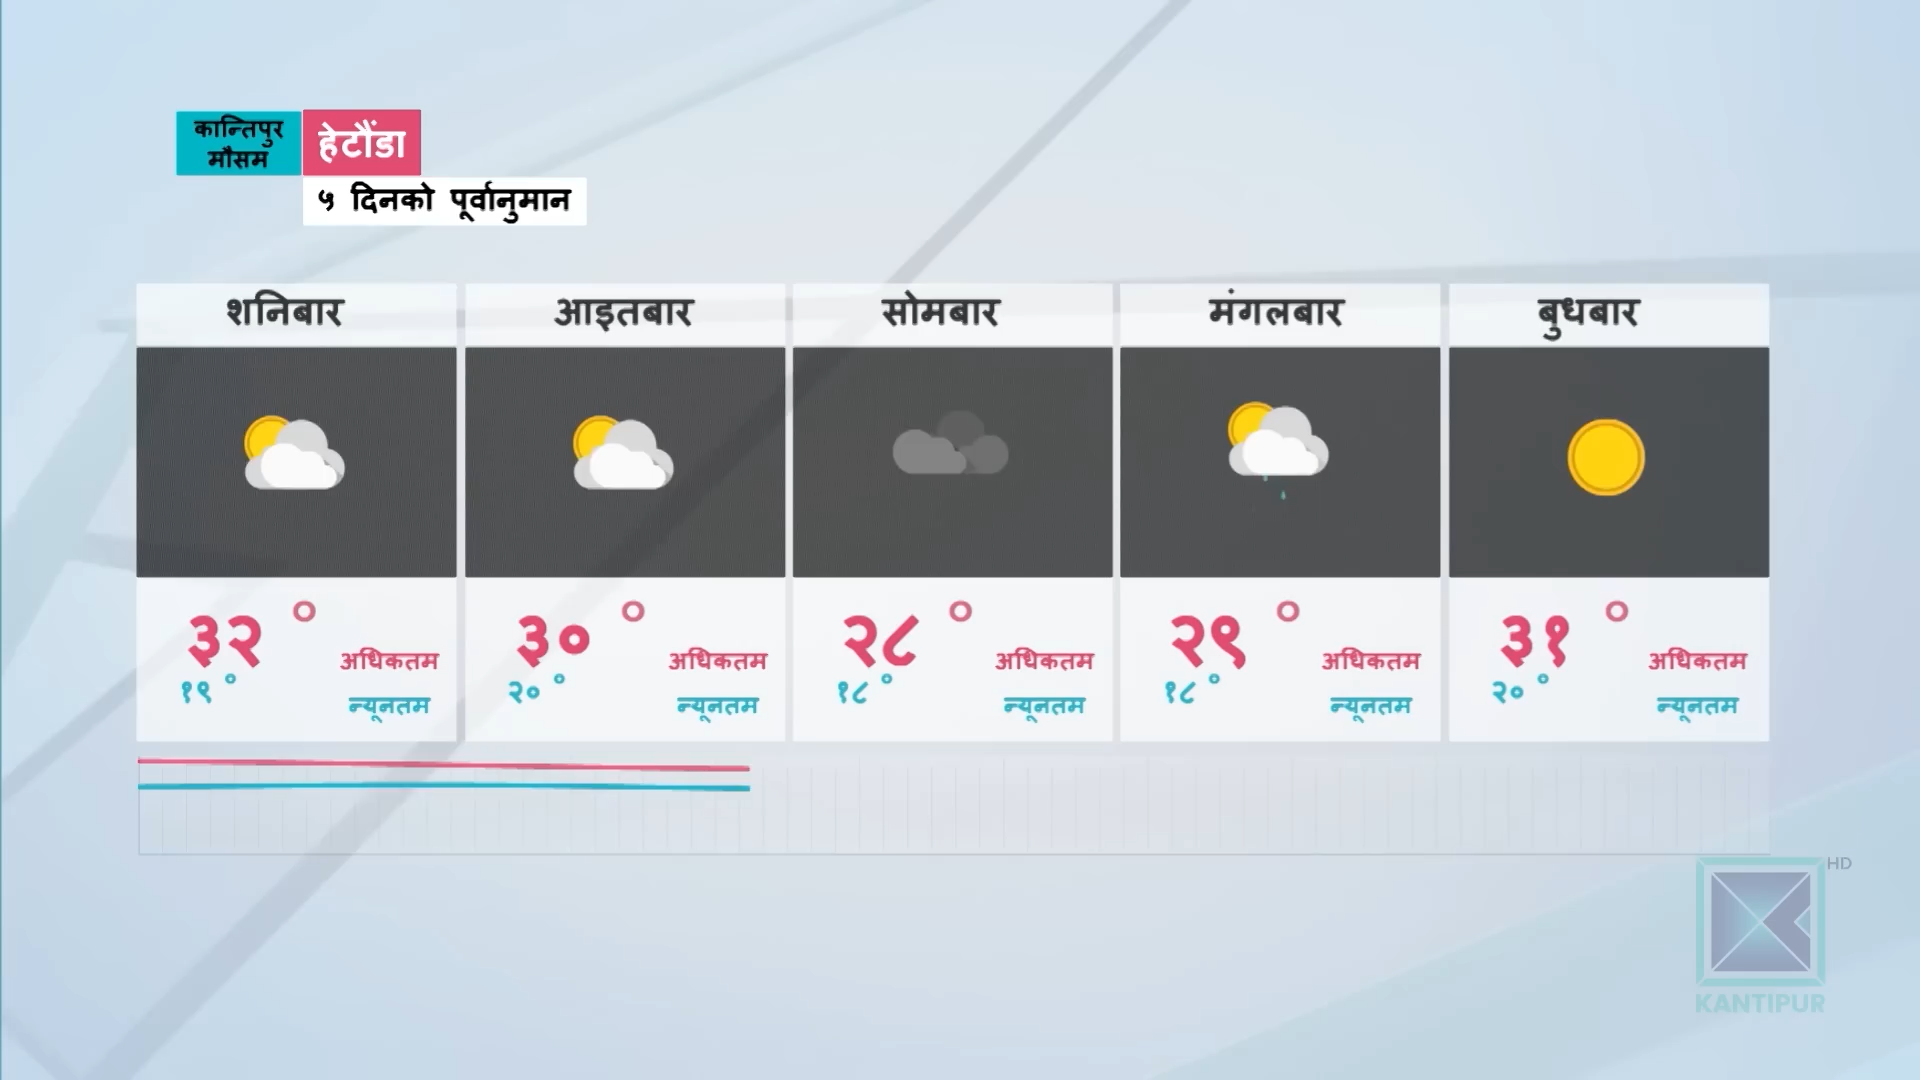 कान्तिपुर
मौसम
हेटौंडा
५ दिनको पूर्वानुमान
शनिबार
आइतबार
सोमबार
मंगलबार
बुधबार
३२°
अधिकतम
१९°
न्यूनतम
३०°
अधिकतम
२०°
न्यूनतम
२८°
अधिकतम
१८°
न्यूनतम
२९°
अधिकतम
१८°
न्यूनतम
३१°
अधिकतम
२०°
न्यूनतम
HD
KANTIPUR